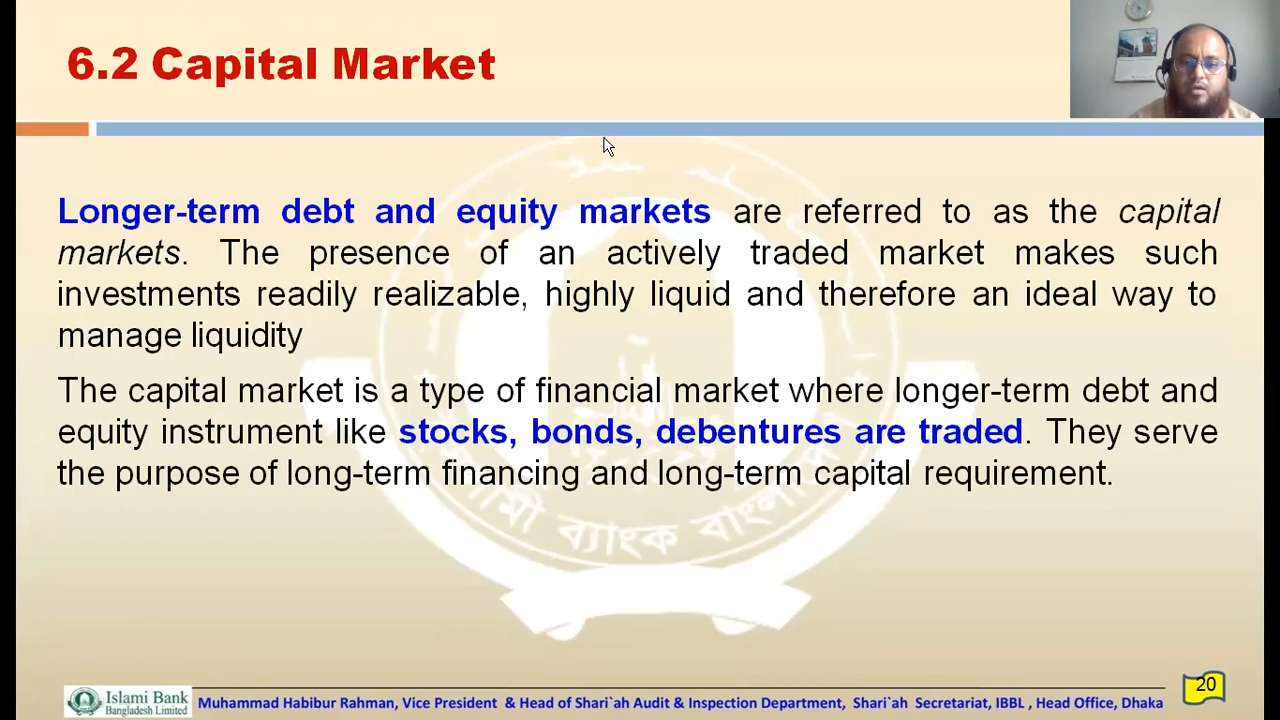 6.2 Capital Market
Longer-term debt and equity markets are referred to as the capital
markets. The presence of an actively traded market makes such
investments readily realizable, highly liquid and therefore an ideal way to
manage liquidity
The capital market is a type of financial market where longer-term debt and
equity instrument like stocks, bonds, debentures are traded. They serve
the purpose of long-term financing and long-term capital requirement.
ব্যাংক
Islami Bank
Bangladesh Limited
Muhammad Habibur Rahman, Vice President & Head of Shari`ah Audit & Inspection Department, Shari`ah Secretariat, IBBL , Head Office, Dhaka
20